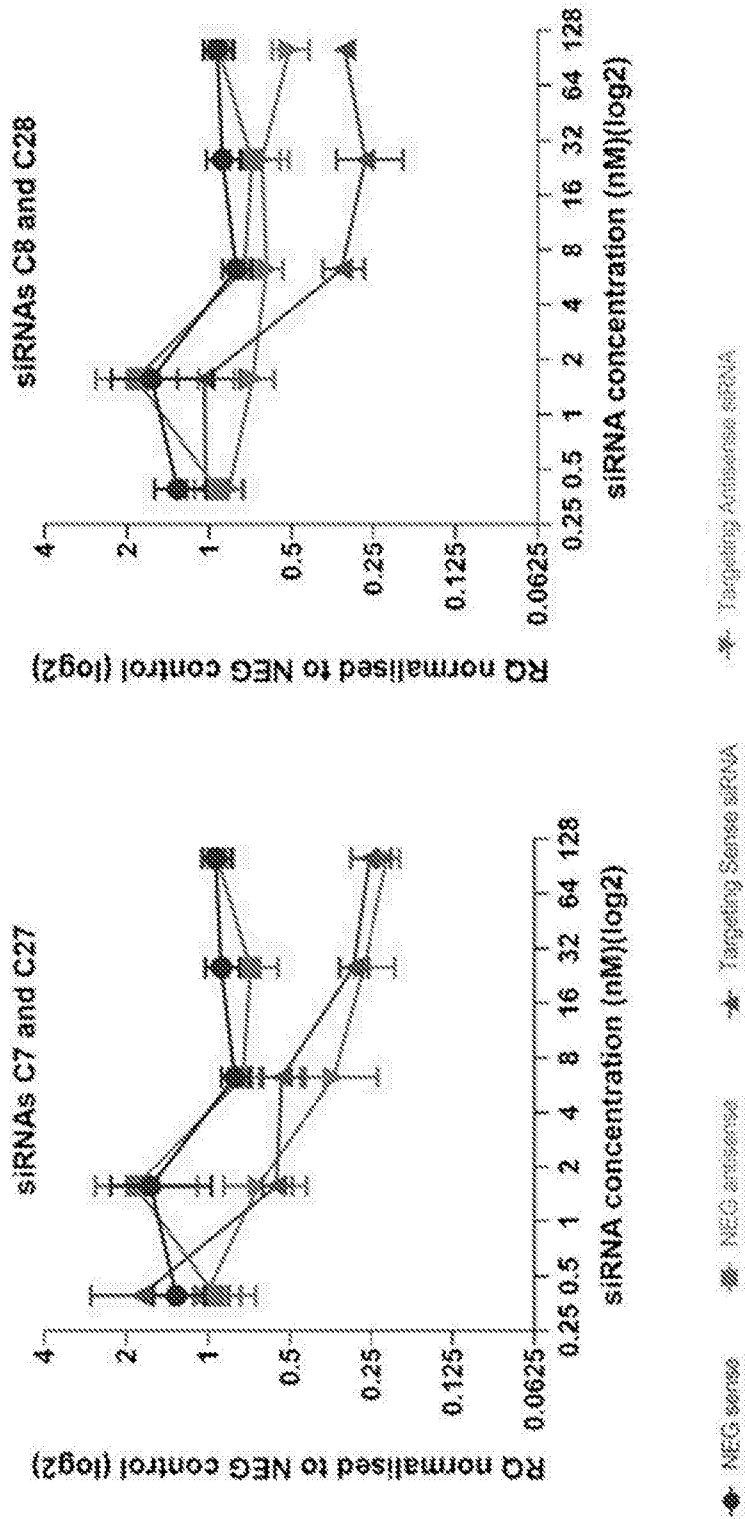 siRNAs C7 and C27
RQ normalised to NEG control (log2)
4
2
1
0.5
0.25
0.125
0.0625
0.25 0.5 1 2 4 8 16 32 64 128
siRNA concentration (nM)(log2)
siRNAs C8 and C28
RQ normalised to NEG control (log2)
4
2
1
0.5
0.25
0.125
0.0625
0.25 0.5 1 2 4 8 16 32 64 128
siRNA concentration (nM)(log2)
NEG sense
NEG antisense
Targeting Sense siRNA
Targeting Antisense siRNA